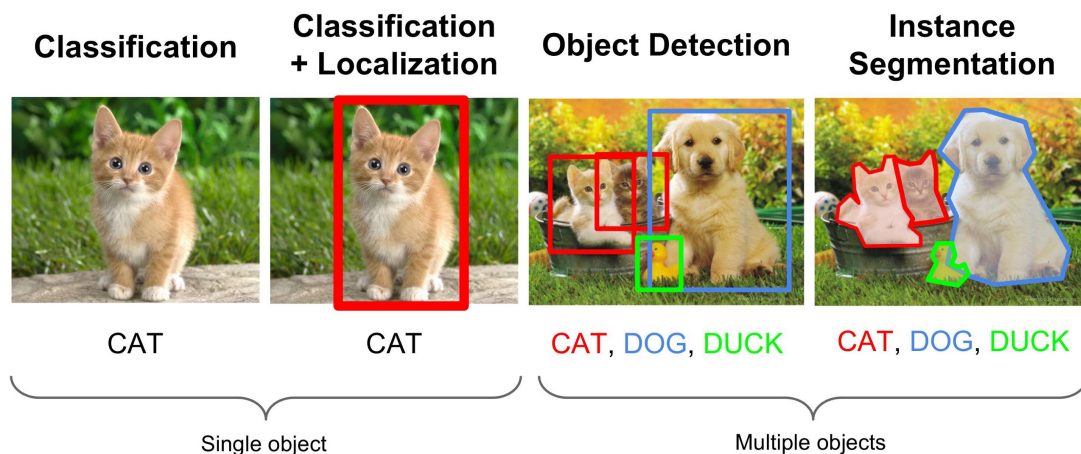 Classification
Classification
+ Localization
Object Detection
Instance
Segmentation
CAT
CAT
CAT, DOG, DUCK
CAT, DOG, DUCK
Single object
Multiple objects